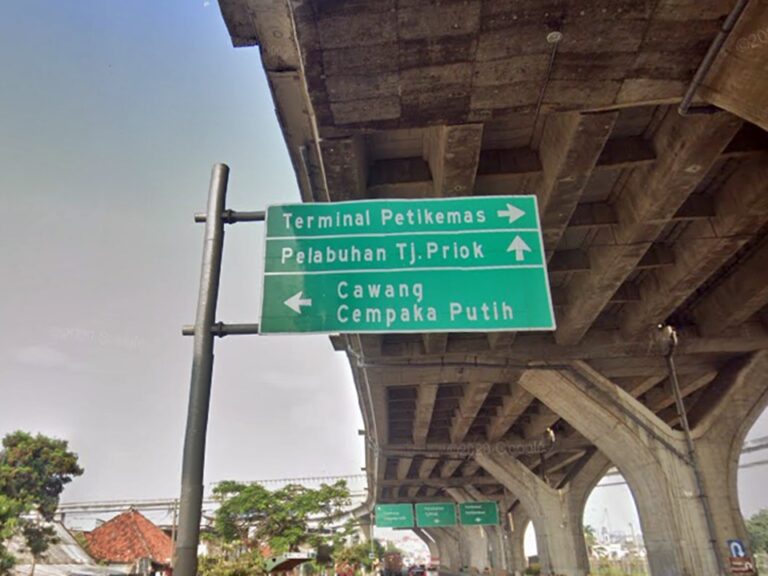 Terminal Petikemas
Pelabuhan Tj.Priok
Cawang
Cempaka Putih